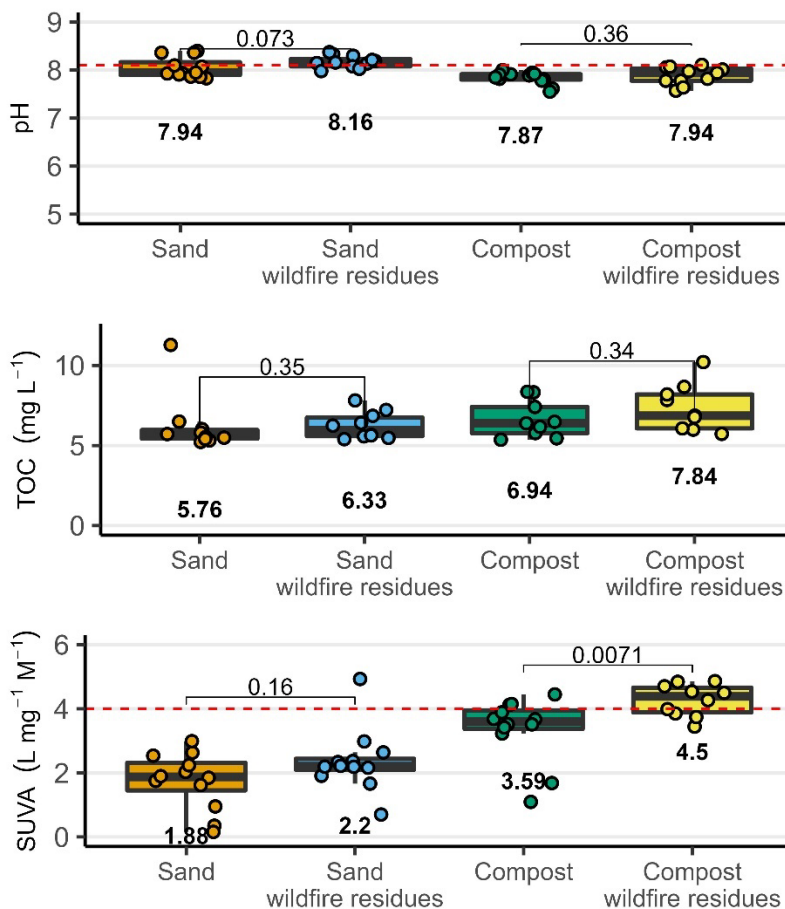 9
8
7
6
5
pH
0.073
0.36
7.94
8.16
7.87
7.94
Sand
Sand
wildfire residues
Compost
Compost
wildfire residues
10
5
0
TOC (mg L⁻¹)
0.35
0.34
5.76
6.33
6.94
7.84
Sand
Sand
wildfire residues
Compost
Compost
wildfire residues
6
4
2
0
SUVA (L mg⁻¹ M⁻¹)
0.16
0.0071
1.88
2.2
3.59
4.5
Sand
Sand
wildfire residues
Compost
Compost
wildfire residues